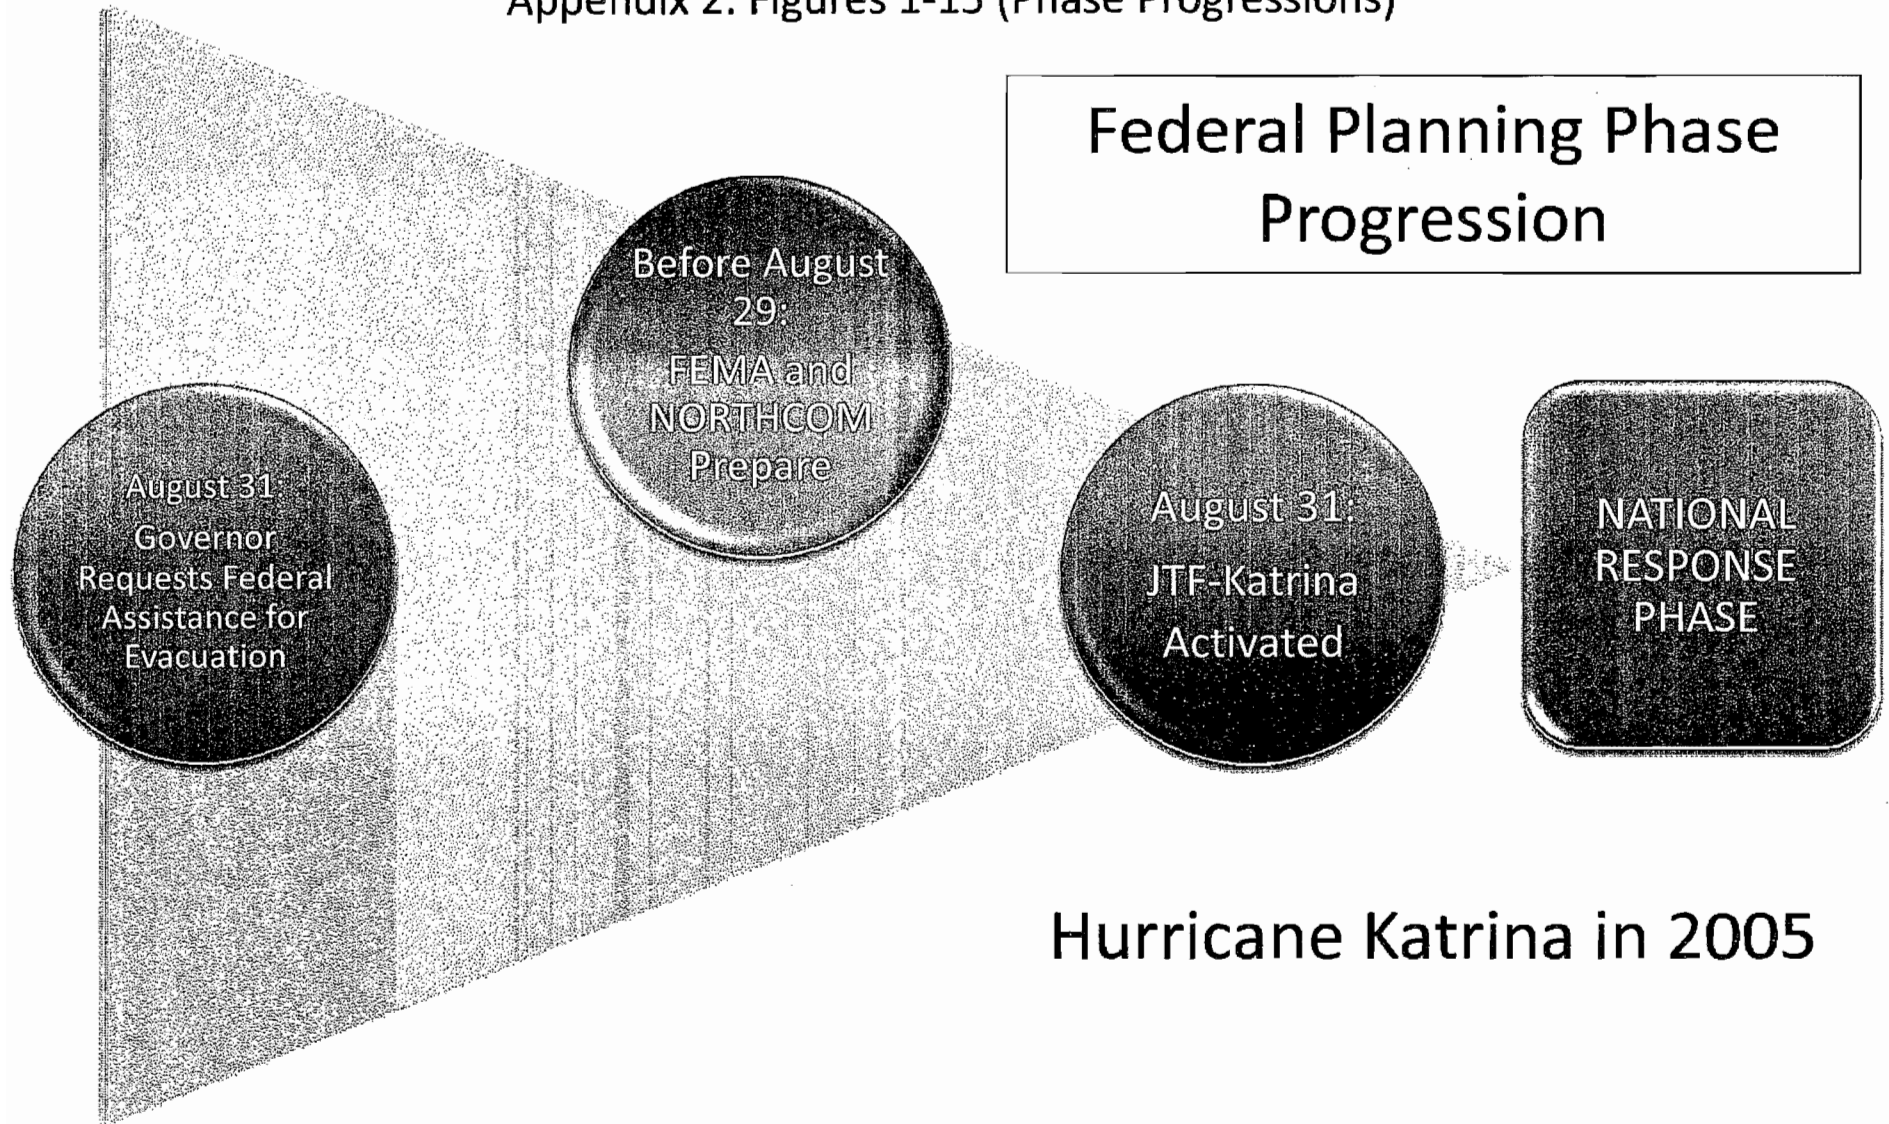 Appendix 2: Figures 1-15 (Phase Progressions)
Federal Planning Phase
Progression
Before August
29:
FEMA and
NORTHCOM
Prepare
August 31:
Governor
Requests Federal
Assistance for
Evacuation
August 31:
JTF-Katrina
Activated
NATIONAL
RESPONSE
PHASE
Hurricane Katrina in 2005